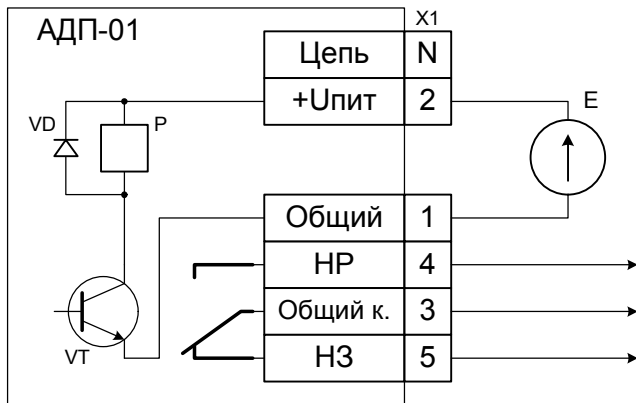 АДП-01
X1
Цепь N
+Uпит 2
E
VD
P
Общий 1
НР 4
Общий к. 3
VT
НЗ 5